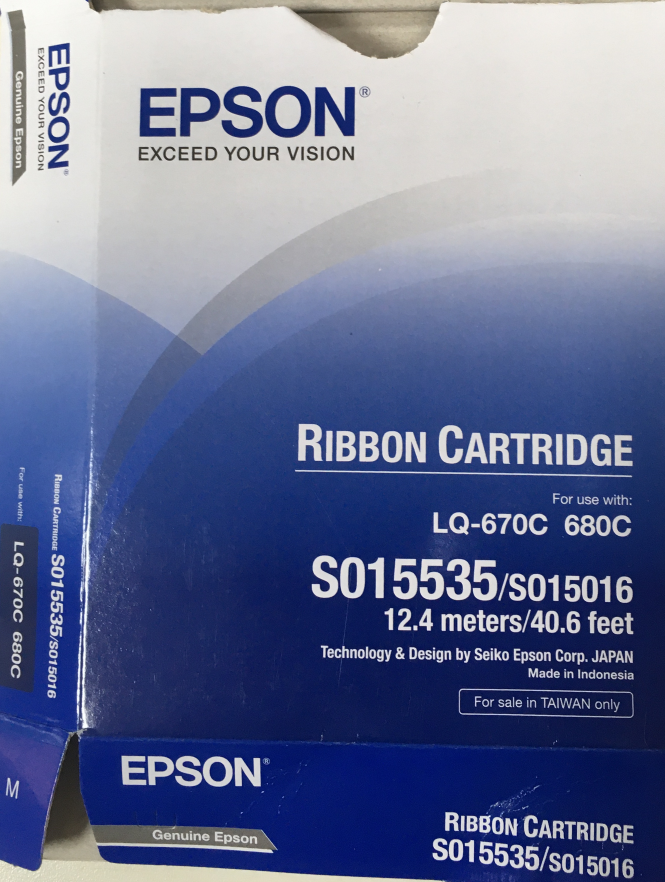 EPSON®
EXCEED YOUR VISION
Genuine Epson
EPSON®
EXCEED YOUR VISION
RIBBON CARTRIDGE
For use with:
LQ-670C 680C
S015535/S015016
12.4 meters/40.6 feet
Technology & Design by Seiko Epson Corp. JAPAN
Made in Indonesia
For sale in TAIWAN only
RIBBON CARTRIDGE S015535/S015016
For use with:
LQ-670C 680C
M
EPSON®
Genuine Epson
RIBBON CARTRIDGE
S015535/S015016